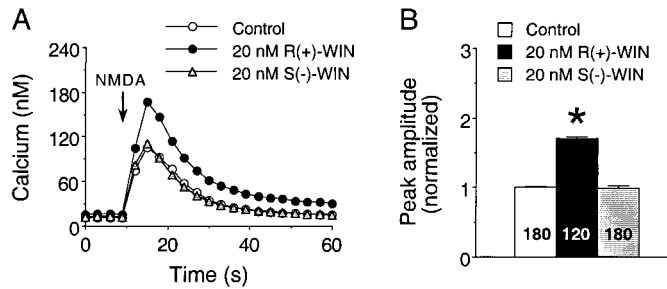 A
Control
20 nM R(+)-WIN
20 nM S(-)-WIN
NMDA
Calcium (nM)
240
180
120
60
0
0 20 40 60
Time (s)
B
Control
20 nM R(+)-WIN
20 nM S(-)-WIN
Peak amplitude
(normalized)
3
2
1
0
*
180 120 180